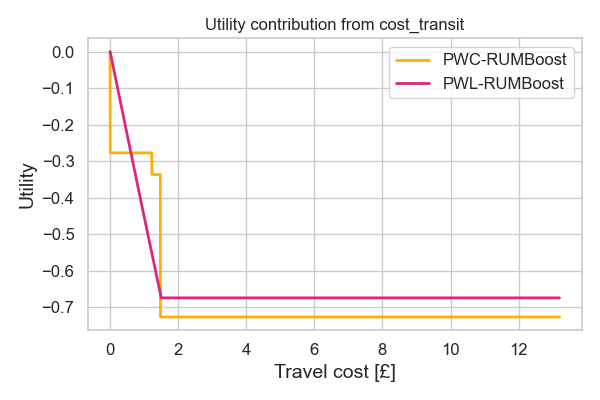 Utility contribution from cost_transit
PWC-RUMBoost
PWL-RUMBoost
Utility
0.0
−0.1
−0.2
−0.3
−0.4
−0.5
−0.6
−0.7
0 2 4 6 8 10 12
Travel cost [£]